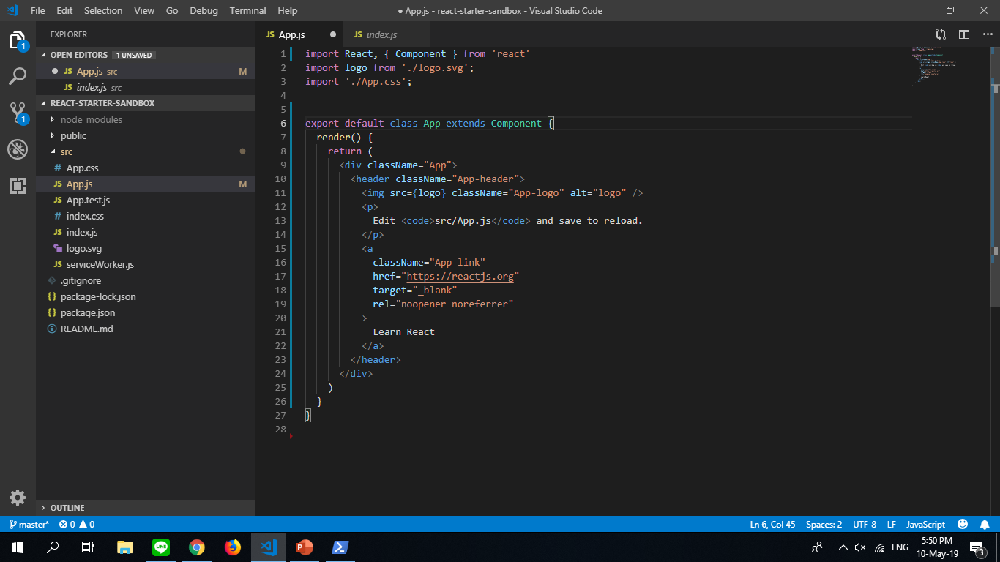 File Edit Selection View Go Debug Terminal Help
● App.js - react-starter-sandbox - Visual Studio Code
EXPLORER
OPEN EDITORS 1 UNSAVED
JS App.js src M
JS index.js src
REACT-STARTER-SANDBOX
node_modules
public
src
# App.css
JS App.js M
JS App.test.js
# index.css
JS index.js
logo.svg
JS serviceWorker.js
.gitignore
{} package-lock.json
{} package.json
README.md
OUTLINE
1
1
JS App.js ●
JS index.js
1 import React, { Component } from 'react'
2 import logo from './logo.svg';
3 import './App.css';
4
5
6 export default class App extends Component {
7 render() {
8 return (
9 <div className="App">
10 <header className="App-header">
11 <img src={logo} className="App-logo" alt="logo" />
12 <p>
13 Edit <code>src/App.js</code> and save to reload.
14 </p>
15 <a
16 className="App-link"
17 href="https://reactjs.org"
18 target="_blank"
19 rel="noopener noreferrer"
20 >
21 Learn React
22 </a>
23 </header>
24 </div>
25 )
26 }
27 }
28
master* 0 0
Ln 6, Col 45 Spaces: 2 UTF-8 LF JavaScript
LINE
P
ENG
5:50 PM
10-May-19
3